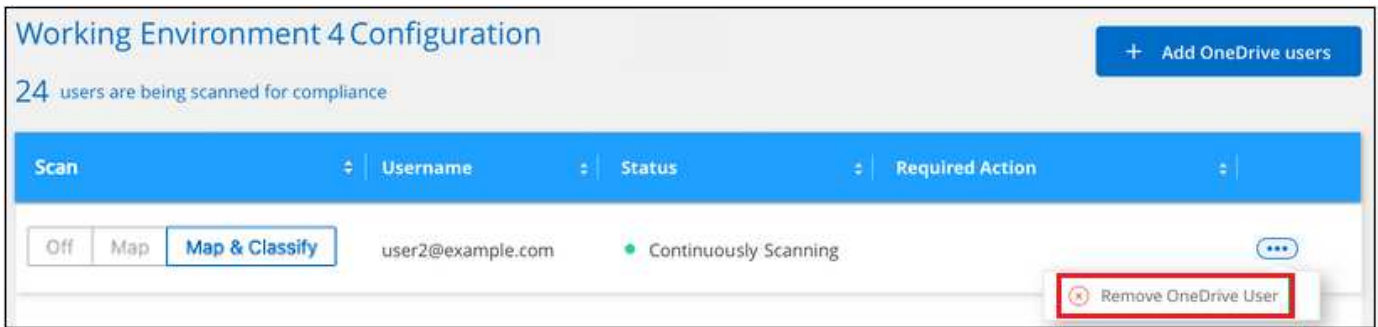 Working Environment 4 Configuration
+ Add OneDrive users
24 users are being scanned for compliance
Scan Username Status Required Action
Off Map Map & Classify user2@example.com Continuously Scanning
Remove OneDrive User